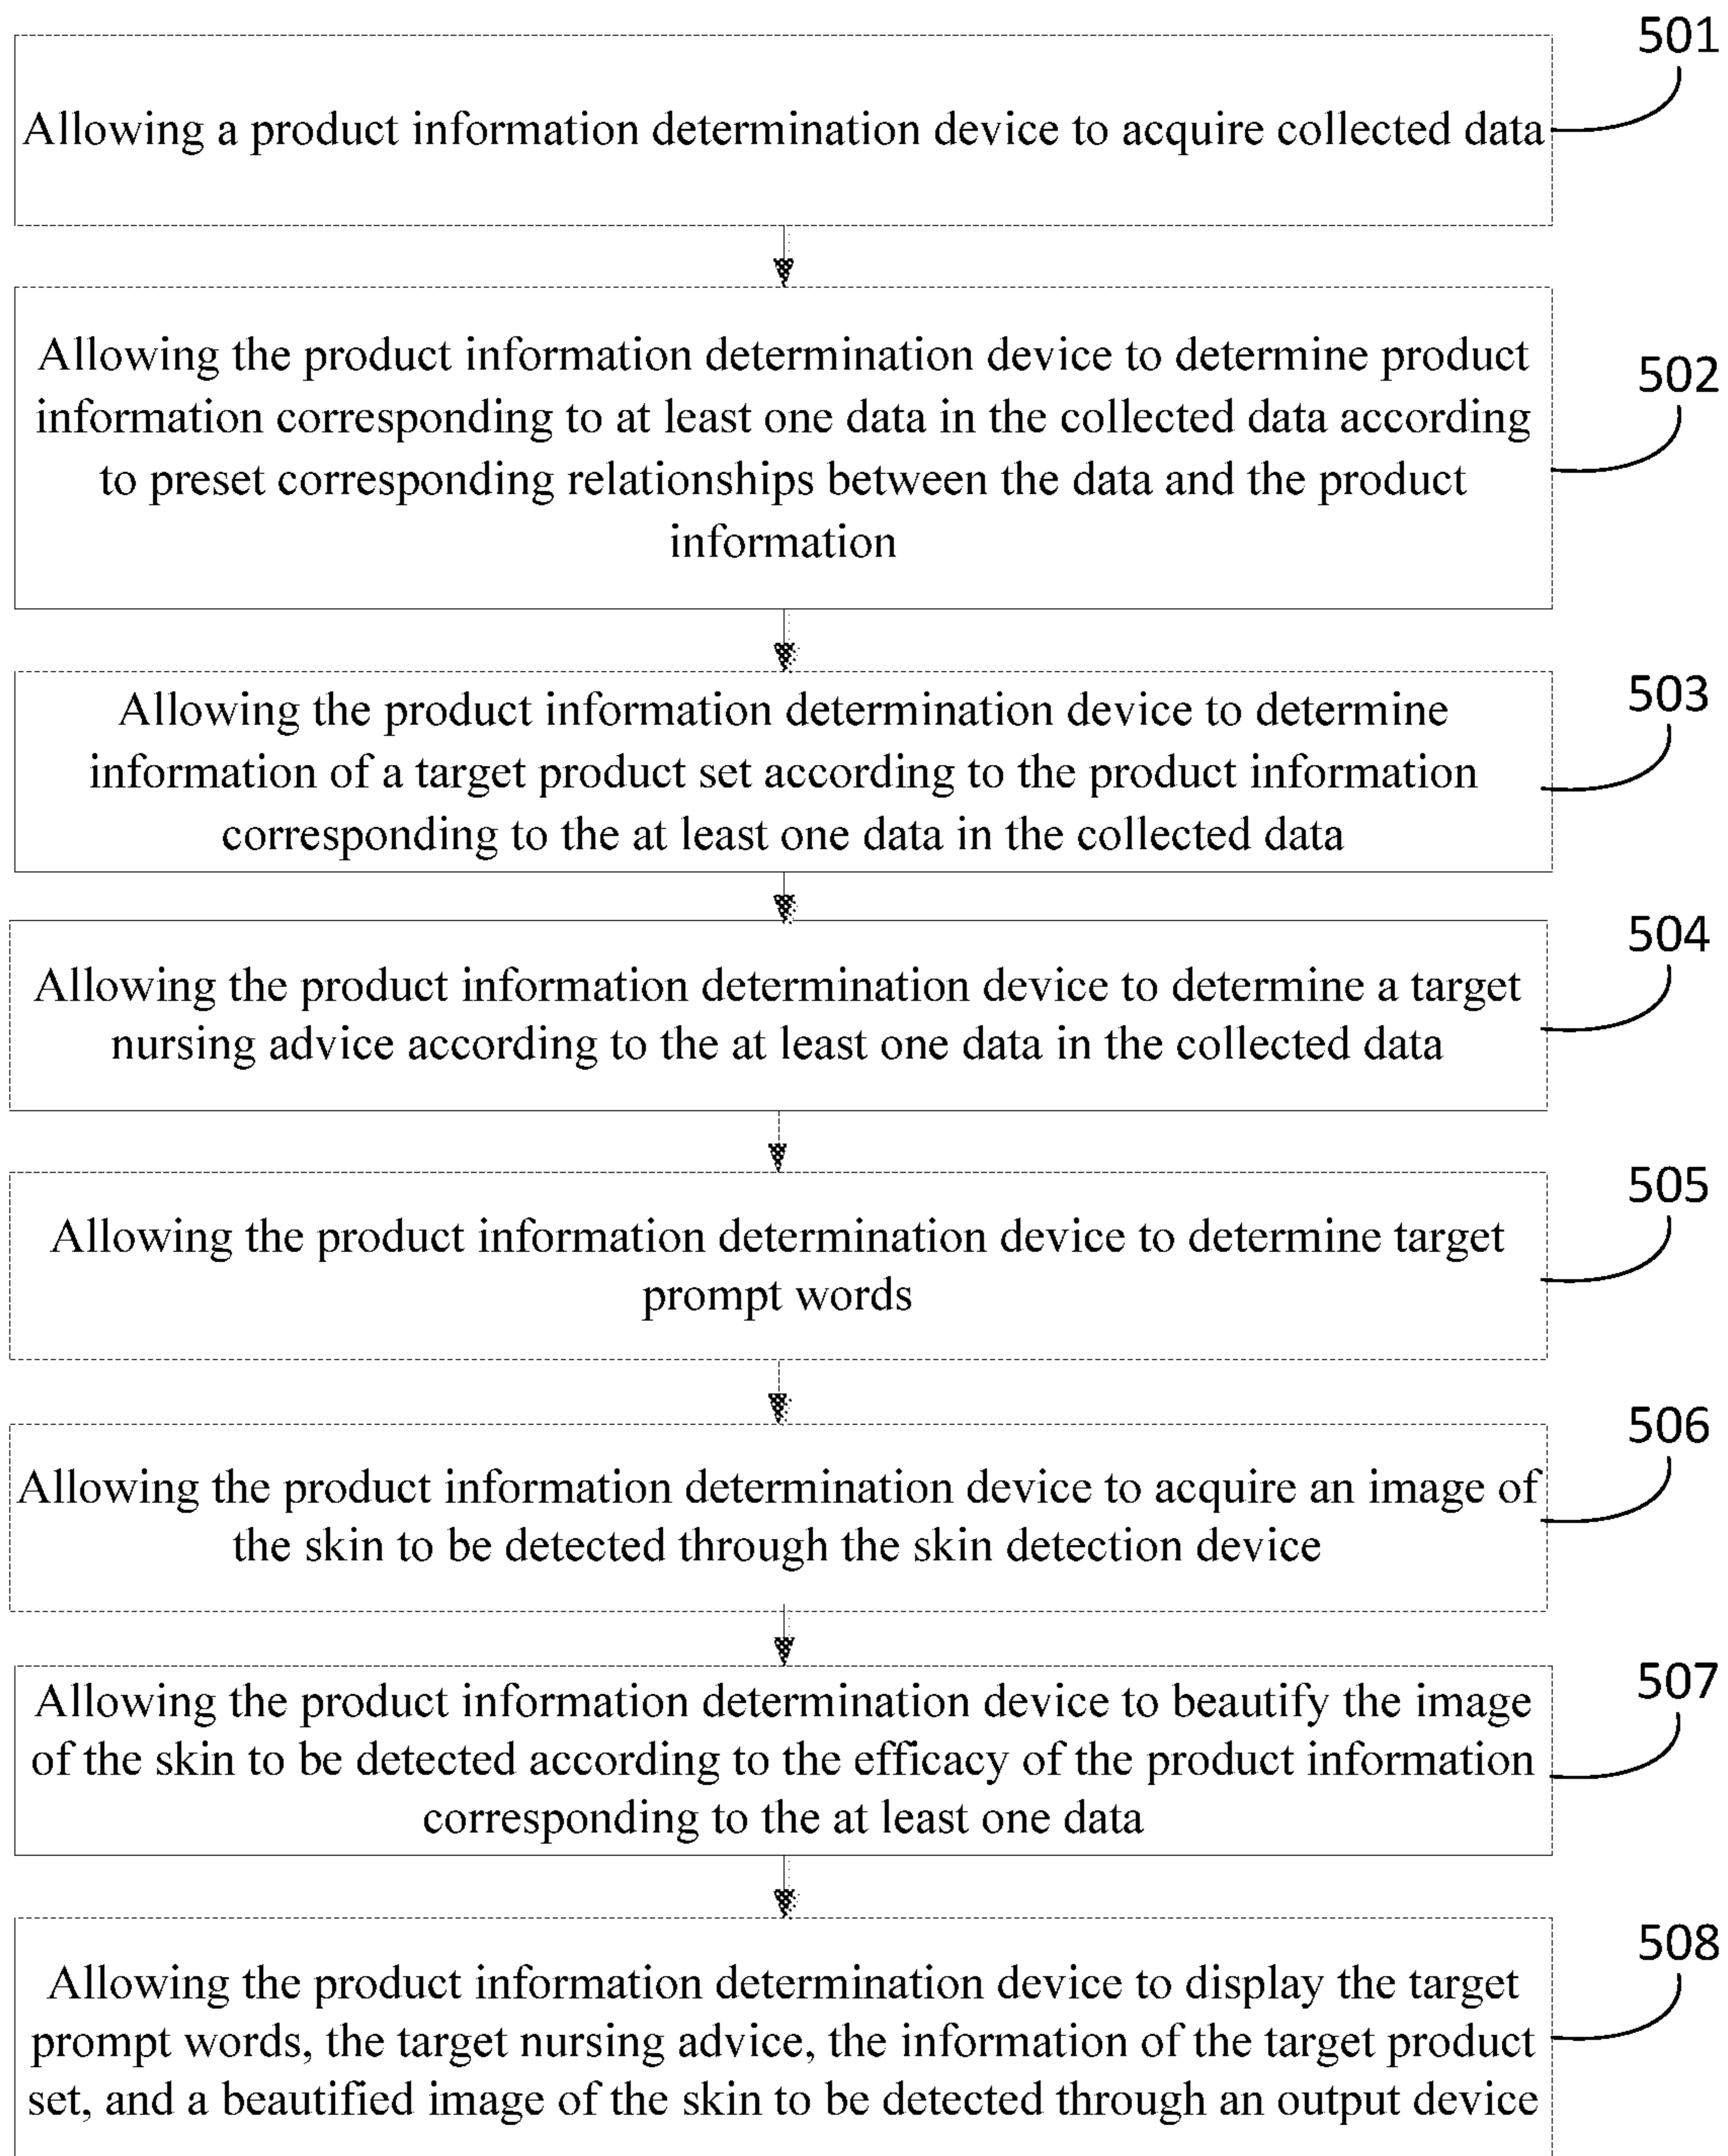 501
Allowing a product information determination device to acquire collected data
Allowing the product information determination device to determine product
502
information corresponding to at least one data in the collected data according
to preset corresponding relationships between the data and the product
information
503
Allowing the product information determination device to determine
information of a target product set according to the product information
corresponding to the at least one data in the collected data
504
Allowing the product information determination device to determine a target
nursing advice according to the at least one data in the collected data
505
Allowing the product information determination device to determine target
prompt words
506
Allowing the product information determination device to acquire an image of
the skin to be detected through the skin detection device
507
Allowing the product information determination device to beautify the image
of the skin to be detected according to the efficacy of the product information
corresponding to the at least one data
508
Allowing the product information determination device to display the target
prompt words, the target nursing advice, the information of the target product
set, and a beautified image of the skin to be detected through an output device